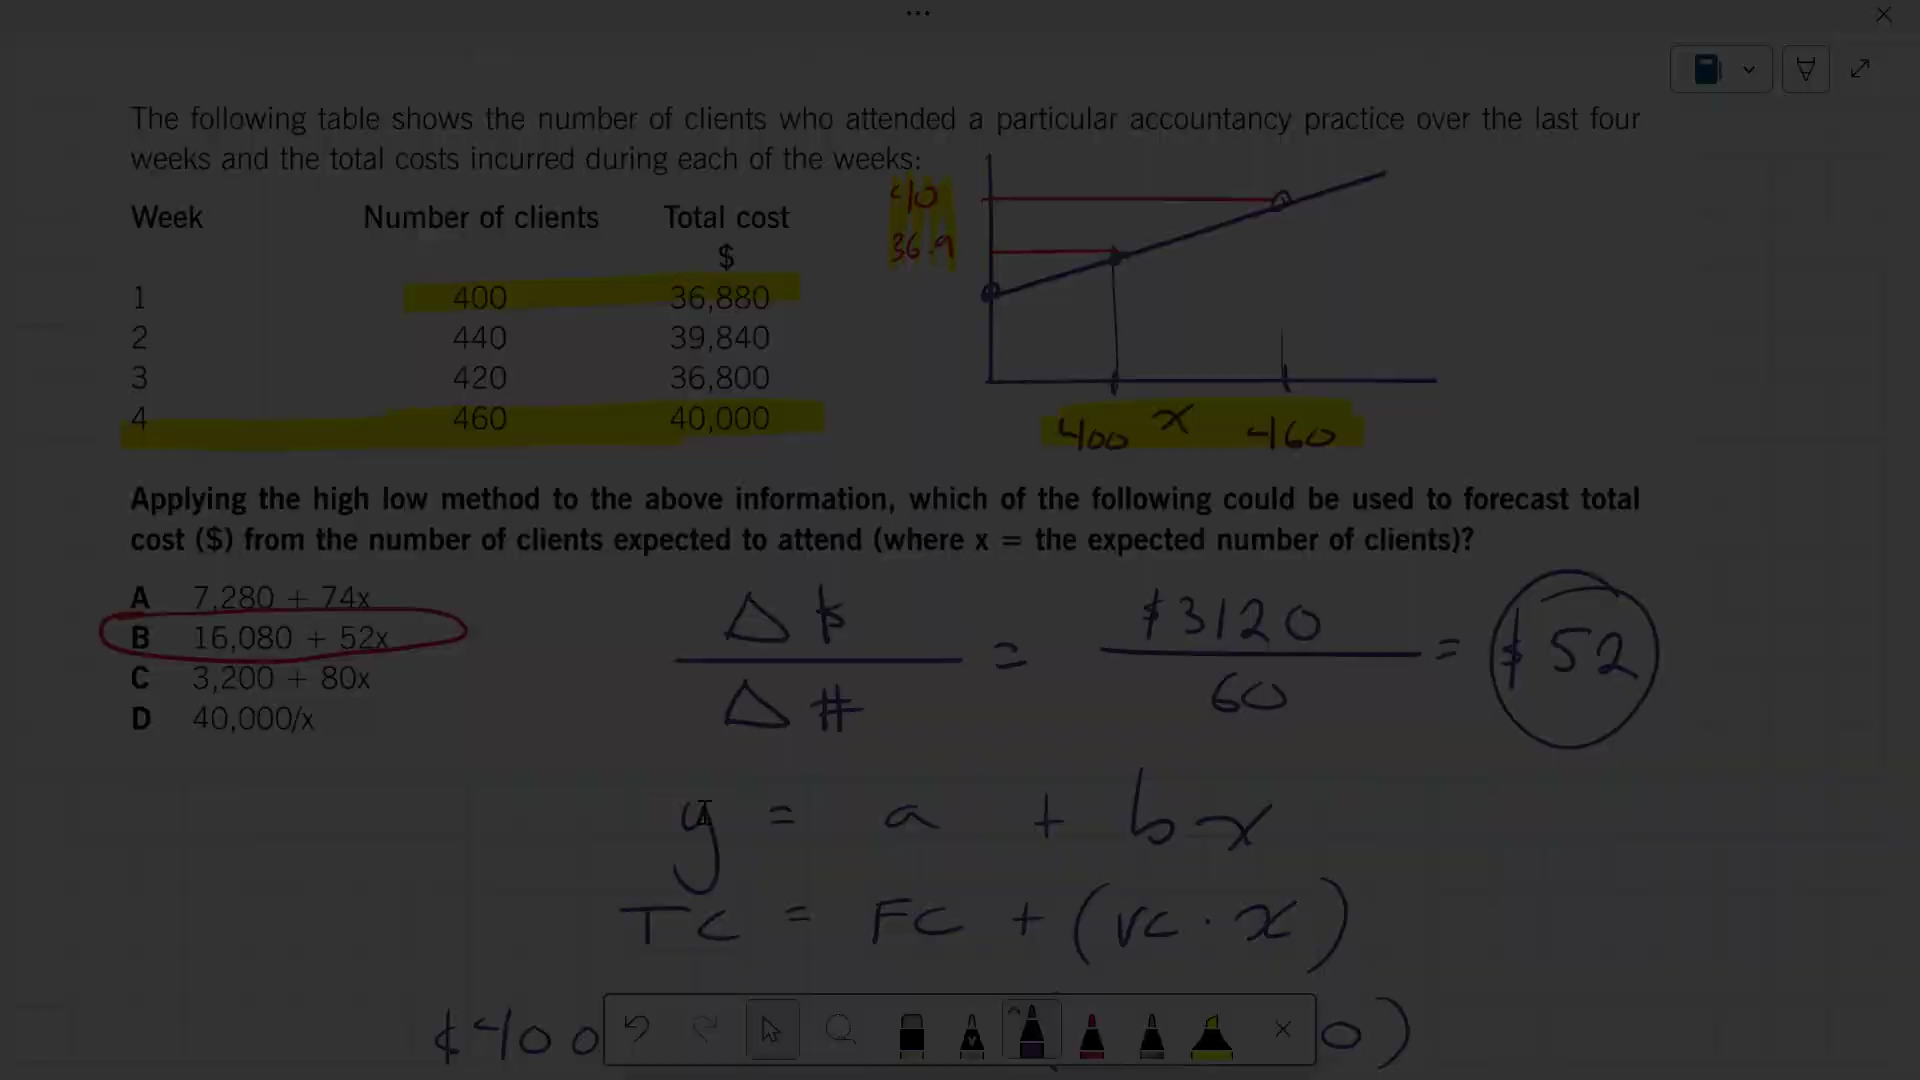 The following table shows the number of clients who attended a particular accountancy practice over the last four
weeks and the total costs incurred during each of the weeks:
Week Number of clients Total cost
$
1 400 36,880
2 440 39,840
3 420 36,800
4 460 40,000
40
36.9
400 x 460
Applying the high low method to the above information, which of the following could be used to forecast total
cost ($) from the number of clients expected to attend (where x = the expected number of clients)?
A 7,280 + 74x
B 16,080 + 52x
C 3,200 + 80x
D 40,000/x
Δ $ / Δ # = $3120 / 60 = $ 52
y = a + bx
TC = FC + (VC · x)
$400 0)